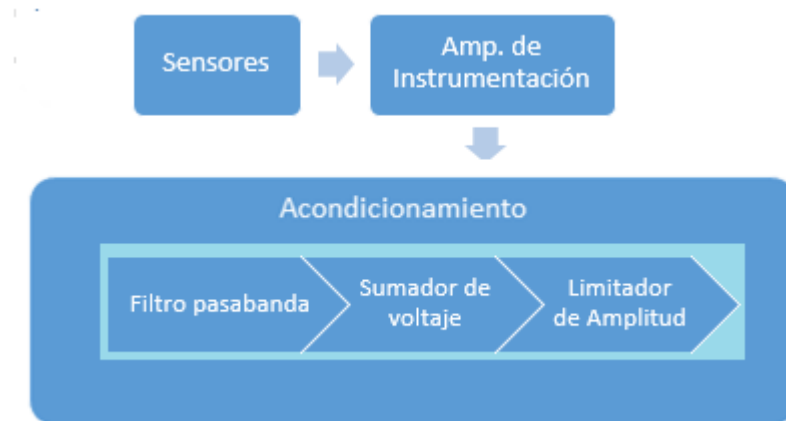 Sensores
Amp. de
Instrumentación
Acondicionamiento
Filtro pasabanda
Sumador de
voltaje
Limitador
de Amplitud